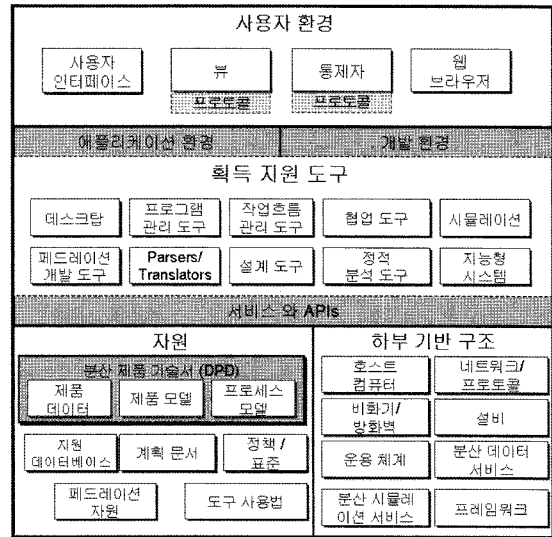 사용자 환경
사용자
인터페이스
뷰
통제자
웹
브라우저
프로토콜
프로토콜
애플리케이션 환경
개발 환경
획득 지원 도구
데스크탑
프로그램
관리 도구
작업흐름
관리 도구
협업 도구
시뮬레이션
페드레이션
개발 도구
Parsers/
Translators
설계 도구
정적
분석 도구
지능형
시스템
서비스 와 APIs
자원
분산 제품 기술서 (DPD)
제품
데이터
제품 모델
프로세스
모델
지원
데이터베이스
계획 문서
정책 /
표준
페드레이션
자원
도구 사용법
하부 기반 구조
호스트
컴퓨터
네트워크/
프로토콜
비화기/
방화벽
설비
운용 체계
분산 데이터
서비스
분산 시뮬레
이션 서비스
프레임워크